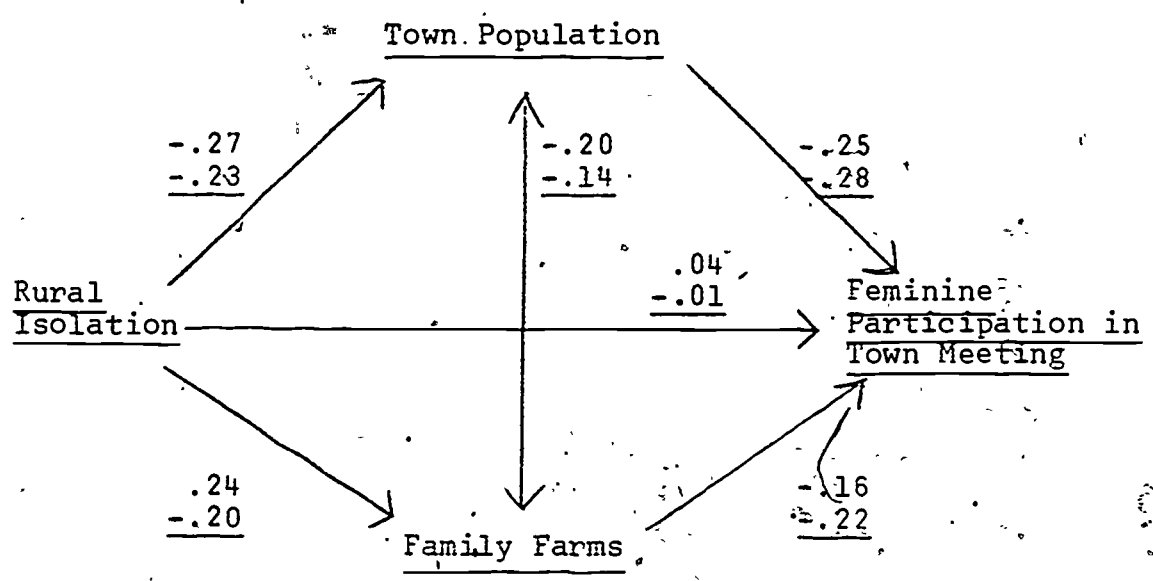 Town Population
-.27
-.23
-.20
-.14
-.25
-.28
.04
-.01
Rural
Isolation
Feminine
Participation in
Town Meeting
.24
-.20
-.16
-.22
Family Farms